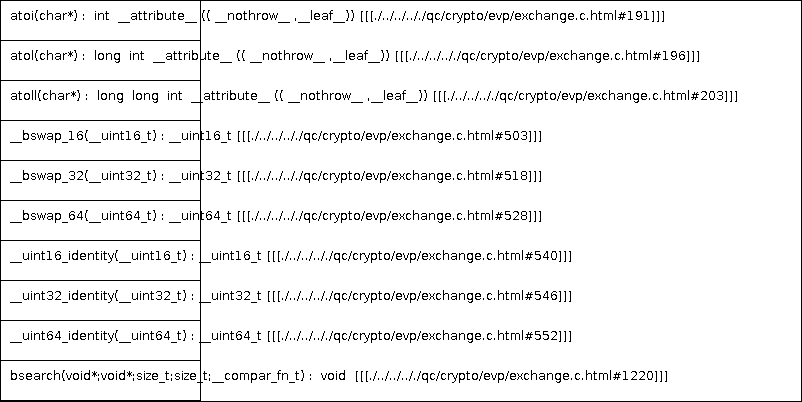 atoi(char*) : int __attribute__ (( __nothrow__ ,__leaf__)) [[[./../../././qc/crypto/evp/exchange.c.html#191]]]
atol(char*) : long int __attribute__ (( __nothrow__ ,__leaf__)) [[[./../../././qc/crypto/evp/exchange.c.html#196]]]
atoll(char*) : long long int __attribute__ (( __nothrow__ ,__leaf__)) [[[./../../././qc/crypto/evp/exchange.c.html#203]]]
__bswap_16(__uint16_t) : __uint16_t [[[./../../././qc/crypto/evp/exchange.c.html#503]]]
__bswap_32(__uint32_t) : __uint32_t [[[./../../././qc/crypto/evp/exchange.c.html#518]]]
__bswap_64(__uint64_t) : __uint64_t [[[./../../././qc/crypto/evp/exchange.c.html#528]]]
__uint16_identity(__uint16_t) : __uint16_t [[[./../../././qc/crypto/evp/exchange.c.html#540]]]
__uint32_identity(__uint32_t) : __uint32_t [[[./../../././qc/crypto/evp/exchange.c.html#546]]]
__uint64_identity(__uint64_t) : __uint64_t [[[./../../././qc/crypto/evp/exchange.c.html#552]]]
bsearch(void*;void*;size_t;size_t;__compar_fn_t) : void [[[./../../././qc/crypto/evp/exchange.c.html#1220]]]